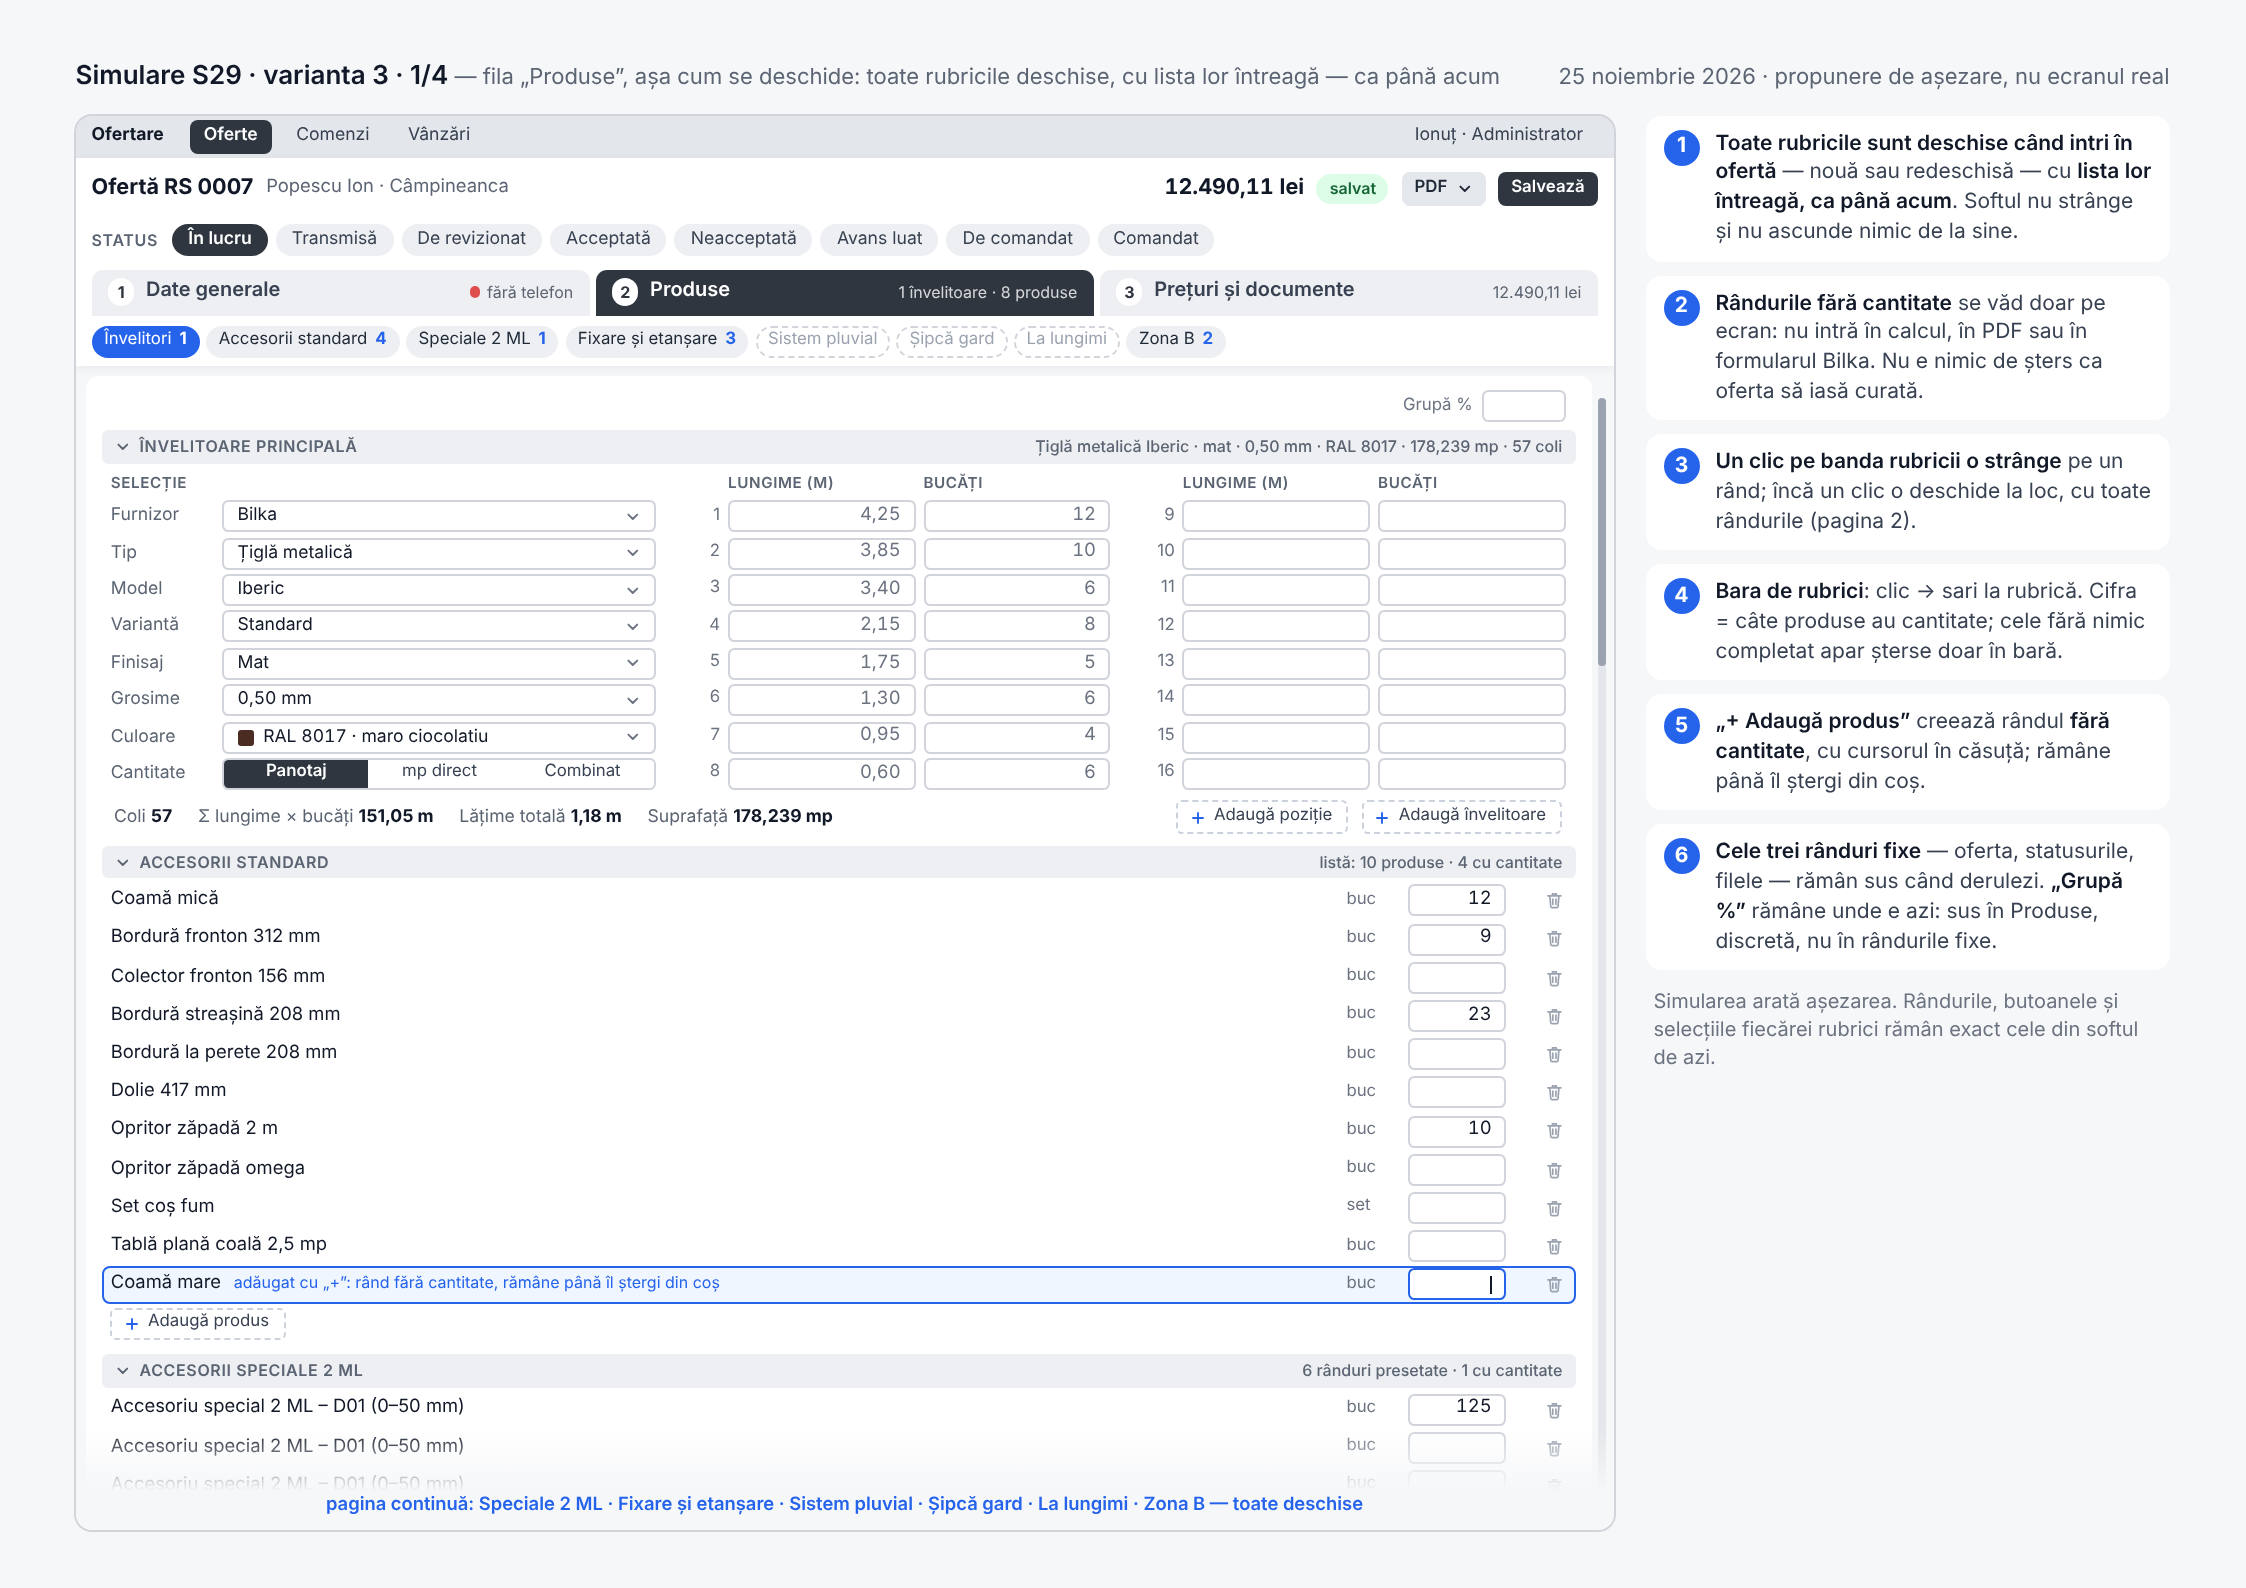 Simulare S29 · varianta 3 · 1/4 — fila „Produse”, așa cum se deschide: toate rubricile deschise, cu lista lor întreagă — ca până acum
25 noiembrie 2026 · propunere de așezare, nu ecranul real
Ofertare Oferte Comenzi Vânzări Ionuț · Administrator
Ofertă RS 0007 Popescu Ion · Câmpineanca 12.490,11 lei salvat PDF Salvează
STATUS În lucru Transmisă De revizionat Acceptată Neacceptată Avans luat De comandat Comandat
1 Date generale fără telefon 2 Produse 1 învelitoare · 8 produse 3 Prețuri și documente 12.490,11 lei
Învelitori 1 Accesorii standard 4 Speciale 2 ML 1 Fixare și etanșare 3 Sistem pluvial Șipcă gard La lungimi Zona B 2
Grupă %
ÎNVELITOARE PRINCIPALĂ Țiglă metalică Iberic · mat · 0,50 mm · RAL 8017 · 178,239 mp · 57 coli
SELECȚIE LUNGIME (M) BUCĂȚI LUNGIME (M) BUCĂȚI
Furnizor Bilka 1 4,25 12 9
Tip Țiglă metalică 2 3,85 10 10
Model Iberic 3 3,40 6 11
Variantă Standard 4 2,15 8 12
Finisaj Mat 5 1,75 5 13
Grosime 0,50 mm 6 1,30 6 14
Culoare RAL 8017 · maro ciocolatiu 7 0,95 4 15
Cantitate Panotaj mp direct Combinat 8 0,60 6 16
Coli 57 Σ lungime × bucăți 151,05 m Lățime totală 1,18 m Suprafață 178,239 mp + Adaugă poziție + Adaugă învelitoare
ACCESORII STANDARD listă: 10 produse · 4 cu cantitate
Coamă mică buc 12
Bordură fronton 312 mm buc 9
Colector fronton 156 mm buc
Bordură streașină 208 mm buc 23
Bordură la perete 208 mm buc
Dolie 417 mm buc
Opritor zăpadă 2 m buc 10
Opritor zăpadă omega buc
Set coș fum set
Tablă plană coală 2,5 mp buc
Coamă mare adăugat cu „+”: rând fără cantitate, rămâne până îl ștergi din coș buc
+ Adaugă produs
ACCESORII SPECIALE 2 ML 6 rânduri presetate · 1 cu cantitate
Accesoriu special 2 ML – D01 (0–50 mm) buc 125
Accesoriu special 2 ML – D01 (0–50 mm) buc
Accesoriu special 2 ML – D01 (0–50 mm) buc
pagina continuă: Speciale 2 ML · Fixare și etanșare · Sistem pluvial · Șipcă gard · La lungimi · Zona B — toate deschise
1 Toate rubricile sunt deschise când intri în
ofertă — nouă sau redeschisă — cu lista lor
întreagă, ca până acum. Softul nu strânge
și nu ascunde nimic de la sine.
2 Rândurile fără cantitate se văd doar pe
ecran: nu intră în calcul, în PDF sau în
formularul Bilka. Nu e nimic de șters ca
oferta să iasă curată.
3 Un clic pe banda rubricii o strânge pe un
rând; încă un clic o deschide la loc, cu toate
rândurile (pagina 2).
4 Bara de rubrici: clic → sari la rubrică. Cifra
= câte produse au cantitate; cele fără nimic
completat apar șterse doar în bară.
5 „+ Adaugă produs” creează rândul fără
cantitate, cu cursorul în căsuță; rămâne
până îl ștergi din coș.
6 Cele trei rânduri fixe — oferta, statusurile,
filele — rămân sus când derulezi. „Grupă
%” rămâne unde e azi: sus în Produse,
discretă, nu în rândurile fixe.
Simularea arată așezarea. Rândurile, butoanele și
selecțiile fiecărei rubrici rămân exact cele din softul
de azi.